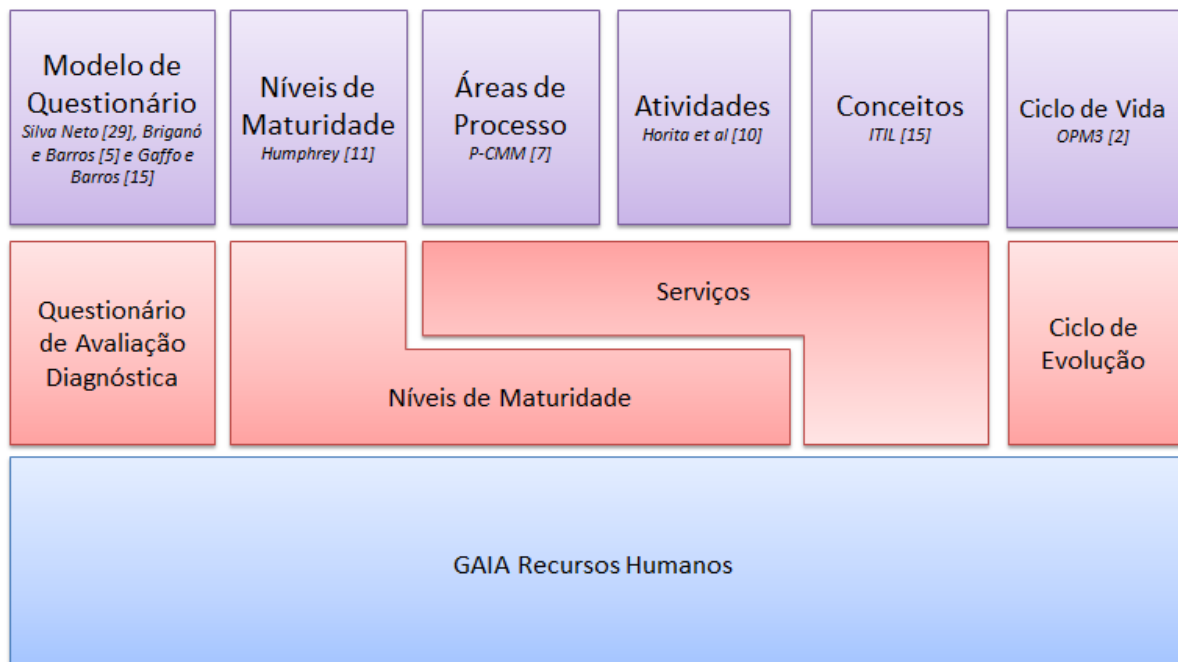 Modelo de
Questionário
Silva Neto [29], Briganó
e Barros [5] e Gaffo e
Barros [15]
Níveis de
Maturidade
Humphrey [11]
Áreas de
Processo
P-CMM [7]
Atividades
Horita et al [10]
Conceitos
ITIL [15]
Ciclo de Vida
OPM3 [2]
Questionário
de Avaliação
Diagnóstica
Serviços
Níveis de Maturidade
Ciclo de
Evolução
GAIA Recursos Humanos